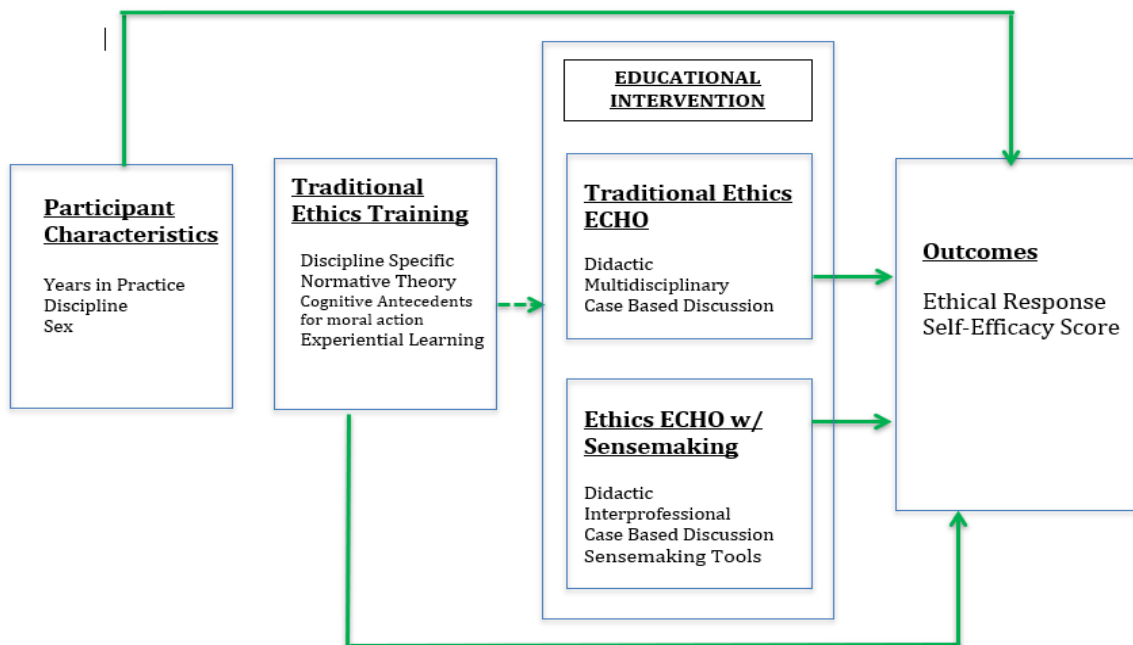 EDUCATIONAL
INTERVENTION
Participant
Characteristics
Years in Practice
Discipline
Sex
Traditional
Ethics Training
Discipline Specific
Normative Theory
Cognitive Antecedents
for moral action
Experiential Learning
Traditional Ethics
ECHO
Didactic
Multidisciplinary
Case Based Discussion
Ethics ECHO w/
Sensemaking
Didactic
Interprofessional
Case Based Discussion
Sensemaking Tools
Outcomes
Ethical Response
Self-Efficacy Score